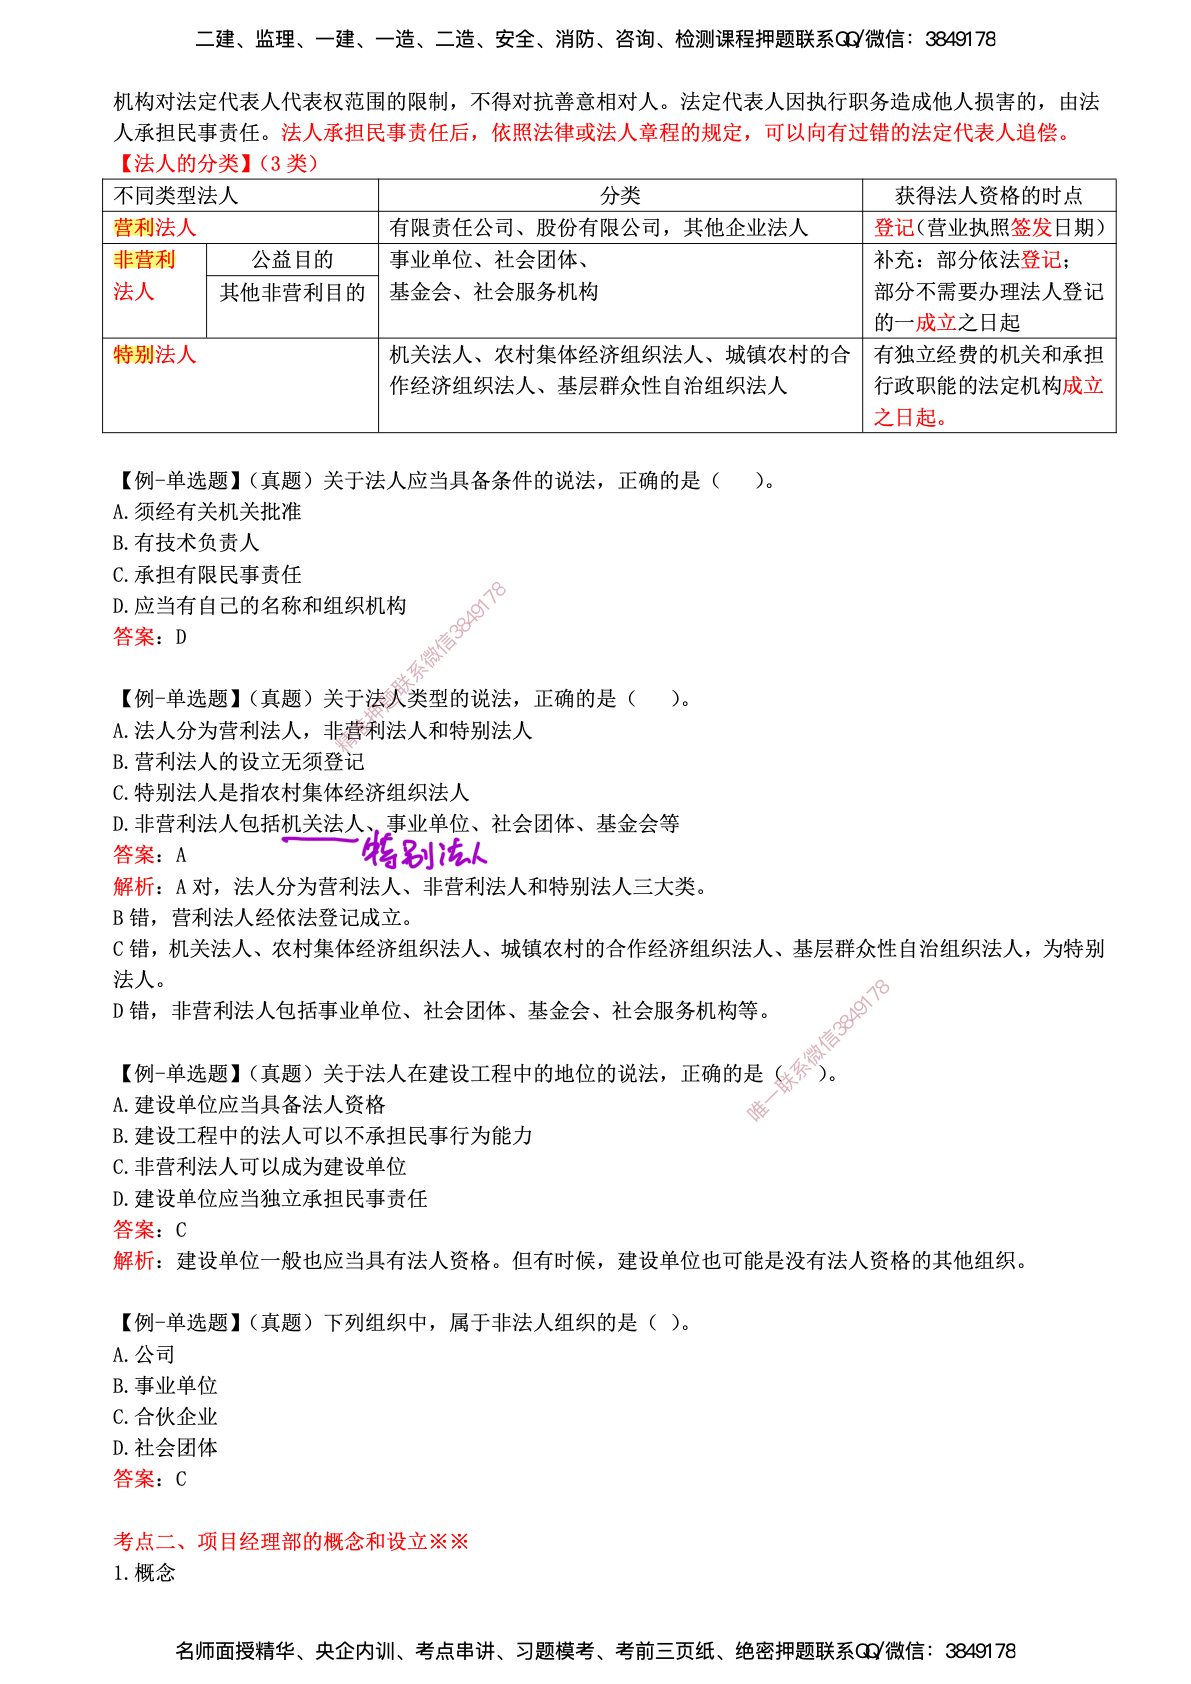 二建、监理、一建、一造、二造、安全、消防、咨询、检测课程押题联系QQ/微信：3849178
机构对法定代表人代表权范围的限制，不得对抗善意相对人。法定代表人因执行职务造成他人损害的，由法
人承担民事责任。法人承担民事责任后，依照法律或法人章程的规定，可以向有过错的法定代表人追偿。
【法人的分类】（3 类）
不同类型法人 分类 获得法人资格的时点
营利法人 有限责任公司、股份有限公司，其他企业法人 登记（营业执照签发日期）
非营利 公益目的 事业单位、社会团体、 补充：部分依法登记；
法人 其他非营利目的 基金会、社会服务机构 部分不需要办理法人登记
的一成立之日起
特别法人 机关法人、农村集体经济组织法人、城镇农村的合 有独立经费的机关和承担
作经济组织法人、基层群众性自治组织法人 行政职能的法定机构成立
之日起。
【例-单选题】（真题）关于法人应当具备条件的说法，正确的是（ ）。
A.须经有关机关批准
B.有技术负责人
C.承担有限民事责任
D.应当有自己的名称和组织机构
答案：D
精准押题联系微信3849178
【例-单选题】（真题）关于法人类型的说法，正确的是（ ）。
A.法人分为营利法人，非营利法人和特别法人
B.营利法人的设立无须登记
C.特别法人是指农村集体经济组织法人
D.非营利法人包括机关法人、事业单位、社会团体、基金会等
特别法人
答案：A
解析：A 对，法人分为营利法人、非营利法人和特别法人三大类。
B 错，营利法人经依法登记成立。
C 错，机关法人、农村集体经济组织法人、城镇农村的合作经济组织法人、基层群众性自治组织法人，为特别
法人。
D 错，非营利法人包括事业单位、社会团体、基金会、社会服务机构等。
唯一联系微信3849178
【例-单选题】（真题）关于法人在建设工程中的地位的说法，正确的是（ ）。
A.建设单位应当具备法人资格
B.建设工程中的法人可以不承担民事行为能力
C.非营利法人可以成为建设单位
D.建设单位应当独立承担民事责任
答案：C
解析：建设单位一般也应当具有法人资格。但有时候，建设单位也可能是没有法人资格的其他组织。
【例-单选题】（真题）下列组织中，属于非法人组织的是（ ）。
A.公司
B.事业单位
C.合伙企业
D.社会团体
答案：C
考点二、项目经理部的概念和设立※※
1.概念
名师面授精华、央企内训、考点串讲、习题模考、考前三页纸、绝密押题联系QQ/微信：3849178